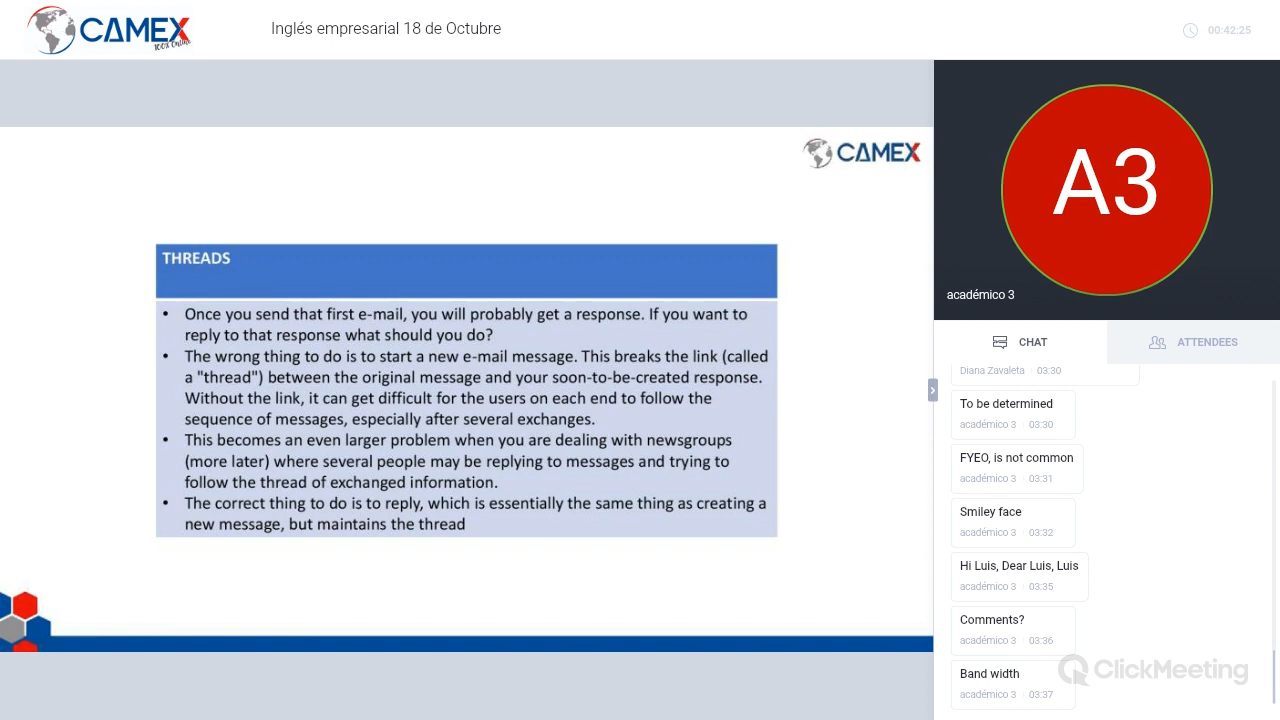 CAMEX
100% Online
Inglés empresarial 18 de Octubre
00:42:25
CAMEX
THREADS
• Once you send that first e-mail, you will probably get a response. If you want to
reply to that response what should you do?
• The wrong thing to do is to start a new e-mail message. This breaks the link (called
a "thread") between the original message and your soon-to-be-created response.
Without the link, it can get difficult for the users on each end to follow the
sequence of messages, especially after several exchanges.
• This becomes an even larger problem when you are dealing with newsgroups
(more later) where several people may be replying to messages and trying to
follow the thread of exchanged information.
• The correct thing to do is to reply, which is essentially the same thing as creating a
new message, but maintains the thread
A3
académico 3
CHAT
ATTENDEES
Diana Zavaleta 03:30
To be determined
académico 3 03:30
FYEO, is not common
académico 3 03:31
Smiley face
académico 3 03:32
Hi Luis, Dear Luis, Luis
académico 3 03:35
Comments?
académico 3 03:36
Band width
académico 3 03:37
ClickMeeting